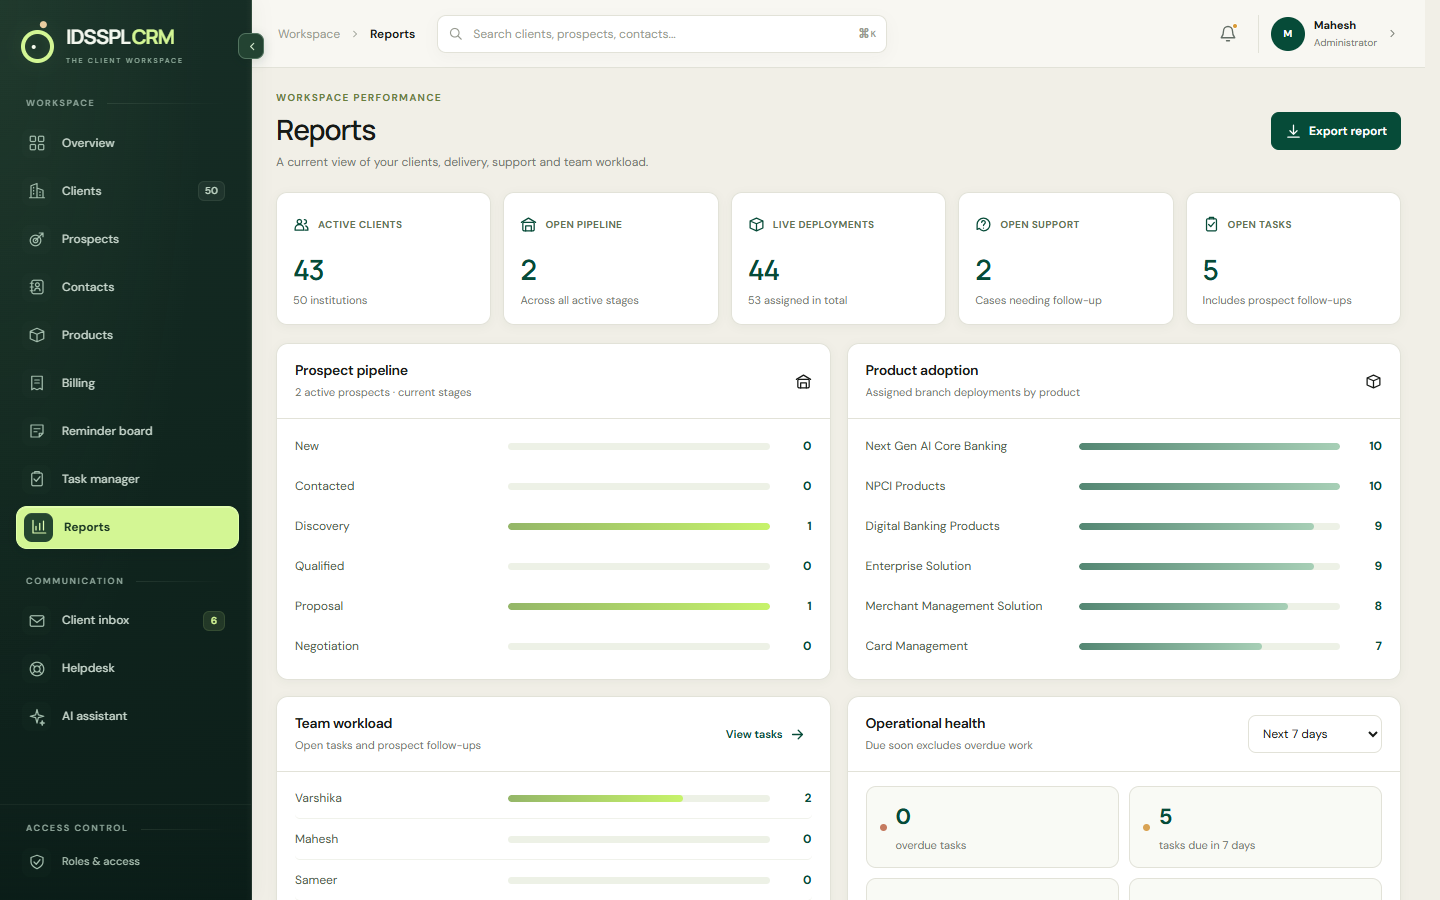 IDSSPLCRM
THE CLIENT WORKSPACE
WORKSPACE
Overview
Clients 50
Prospects
Contacts
Products
Billing
Reminder board
Task manager
Reports
COMMUNICATION
Client inbox 6
Helpdesk
AI assistant
ACCESS CONTROL
Roles & access
Workspace > Reports
Search clients, prospects, contacts... ⌘K
M
Mahesh
Administrator
WORKSPACE PERFORMANCE
Reports
A current view of your clients, delivery, support and team workload.
Export report
ACTIVE CLIENTS
43
50 institutions
OPEN PIPELINE
2
Across all active stages
LIVE DEPLOYMENTS
44
53 assigned in total
OPEN SUPPORT
2
Cases needing follow-up
OPEN TASKS
5
Includes prospect follow-ups
Prospect pipeline
2 active prospects · current stages
New 0
Contacted 0
Discovery 1
Qualified 0
Proposal 1
Negotiation 0
Product adoption
Assigned branch deployments by product
Next Gen AI Core Banking 10
NPCI Products 10
Digital Banking Products 9
Enterprise Solution 9
Merchant Management Solution 8
Card Management 7
Team workload
Open tasks and prospect follow-ups
View tasks →
Varshika 2
Mahesh 0
Sameer 0
Operational health
Due soon excludes overdue work
Next 7 days
0
overdue tasks
5
tasks due in 7 days